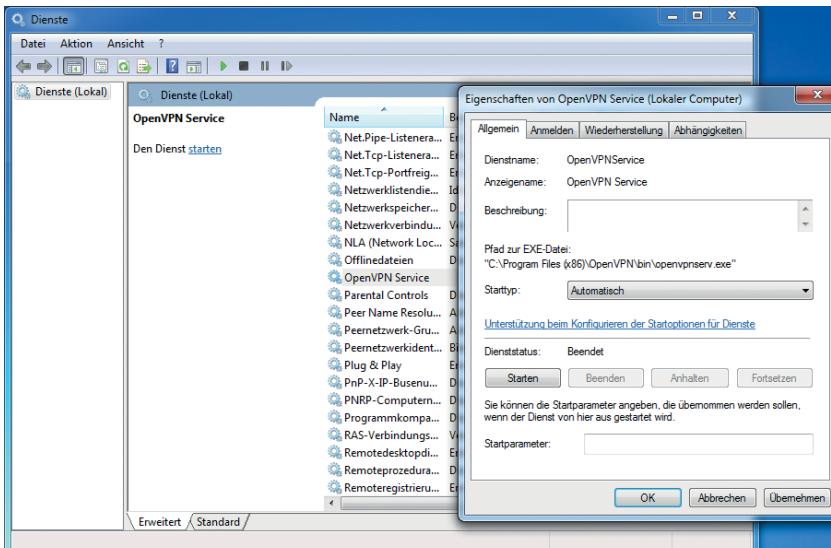 Dienste
Datei Aktion Ansicht ?
Dienste (Lokal)
Dienste (Lokal)
OpenVPN Service
Den Dienst starten
Name
Net.Pipe-Listenera...
Net.Tcp-Listenera...
Net.Tcp-Portfreig...
Netzwerklistendie...
Netzwerkspeicher...
Netzwerkverbindu...
NLA (Network Loc...
Offlinedateien
OpenVPN Service
Parental Controls
Peer Name Resolu...
Peernetzwerk-Gru...
Peernetzwerkident...
Plug & Play
PnP-X-IP-Busenu...
PNRP-Computern...
Programmkompa...
RAS-Verbindungs...
Remotedesktopdi...
Remoteprozedura...
Remoteregistrieru...
Erweitert Standard
Eigenschaften von OpenVPN Service (Lokaler Computer)
Allgemein Anmelden Wiederherstellung Abhängigkeiten
Dienstname: OpenVPNService
Anzeigename: OpenVPN Service
Beschreibung:
Pfad zur EXE-Datei:
"C:\Program Files (x86)\OpenVPN\bin\openvpnserv.exe"
Starttyp: Automatisch
Unterstützung beim Konfigurieren der Startoptionen für Dienste
Dienststatus: Beendet
Starten Beenden Anhalten Fortsetzen
Sie können die Startparameter angeben, die übernommen werden sollen,
wenn der Dienst von hier aus gestartet wird.
Startparameter:
OK Abbrechen Übernehmen